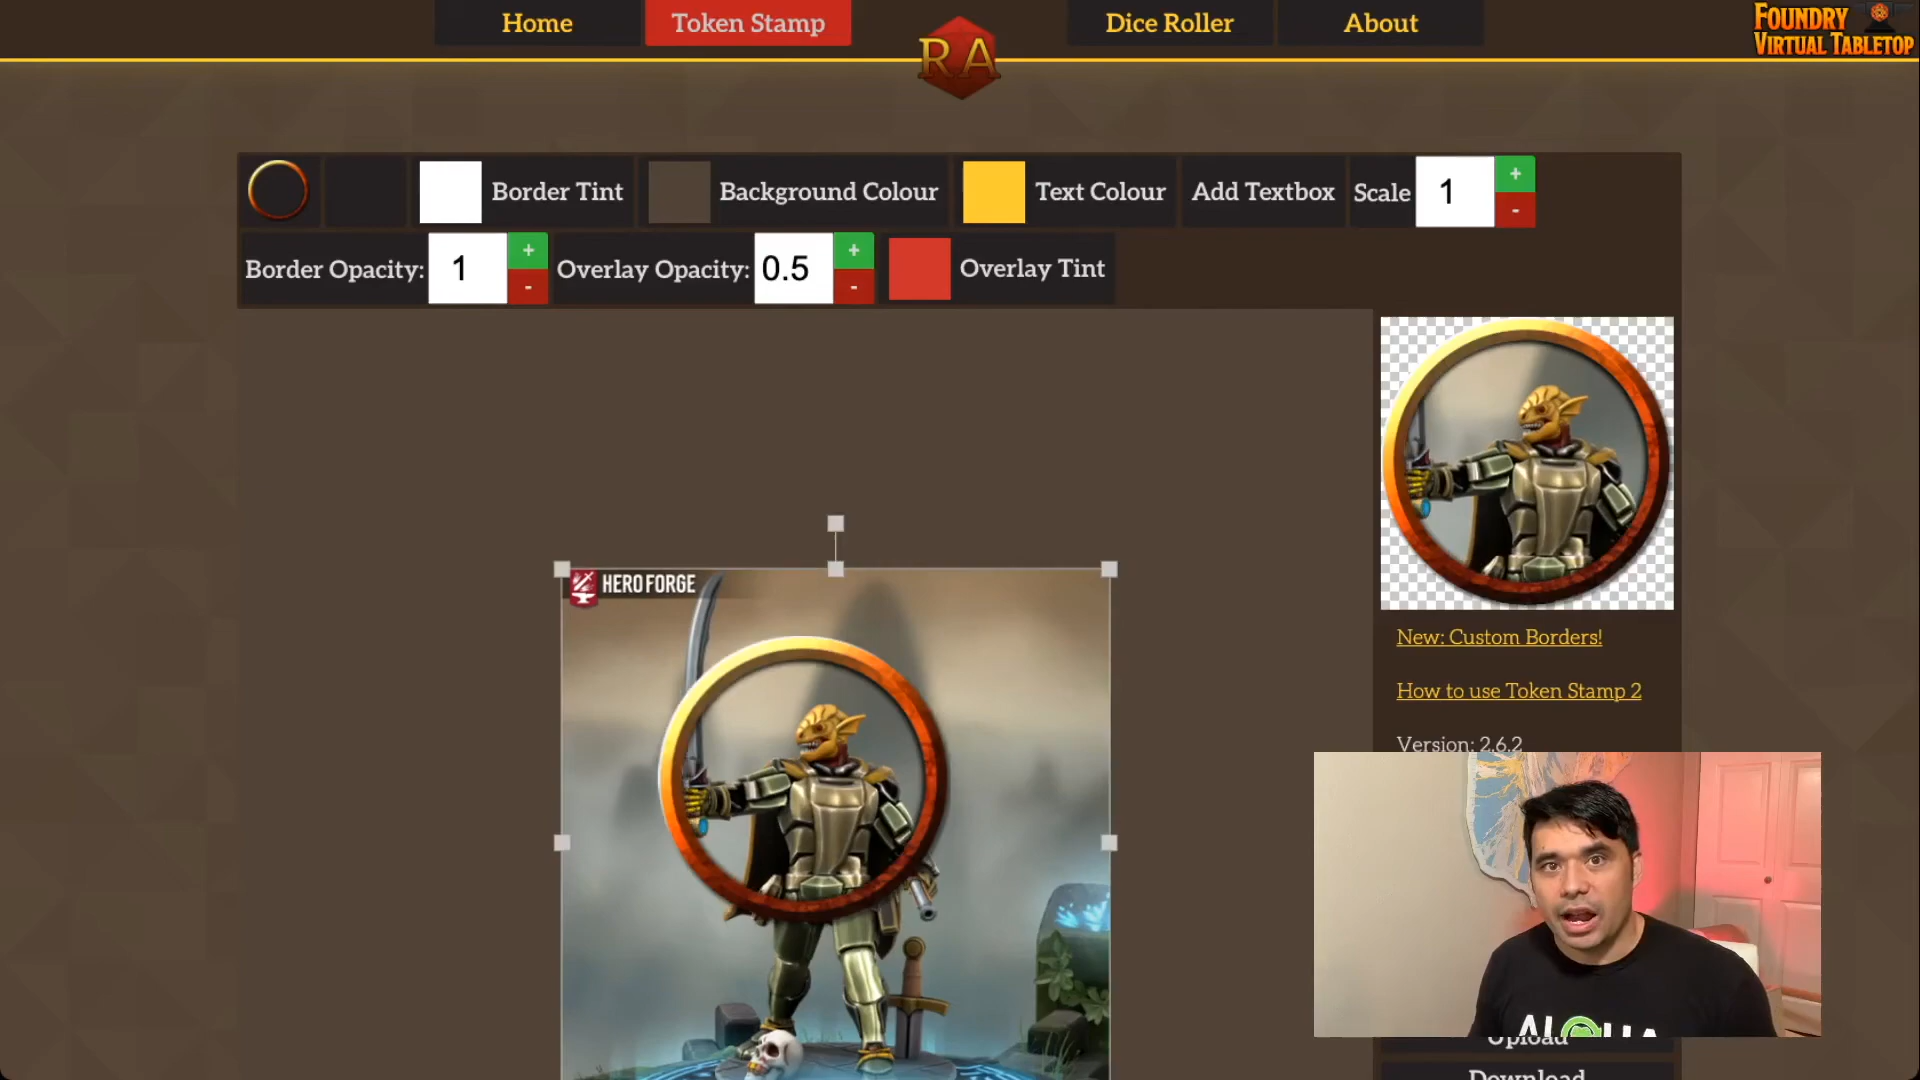 Home
Token Stamp
RA
Dice Roller
About
FOUNDRY
VIRTUAL TABLETOP
Border Tint
Background Colour
Text Colour
Add Textbox
Scale
1
+
-
Border Opacity:
1
+
-
Overlay Opacity:
0.5
+
-
Overlay Tint
HERO FORGE
New: Custom Borders!
How to use Token Stamp 2
Version: 2.6.2
ALOHA
Upload
Download